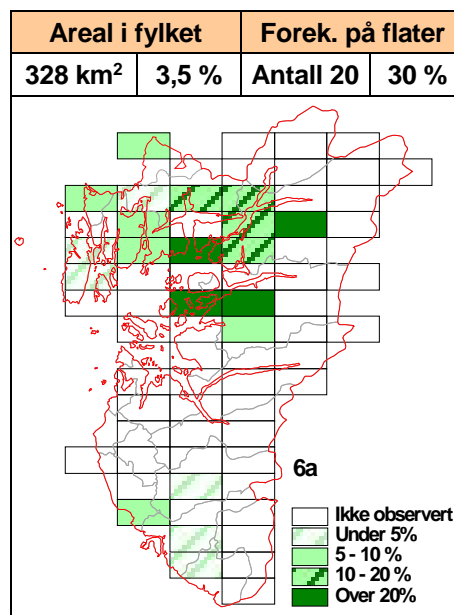 Areal i fylket Forek. på flater
328 km² 3,5 % Antall 20 30 %
6a
Ikke observert
Under 5%
5 - 10 %
10 - 20 %
Over 20%